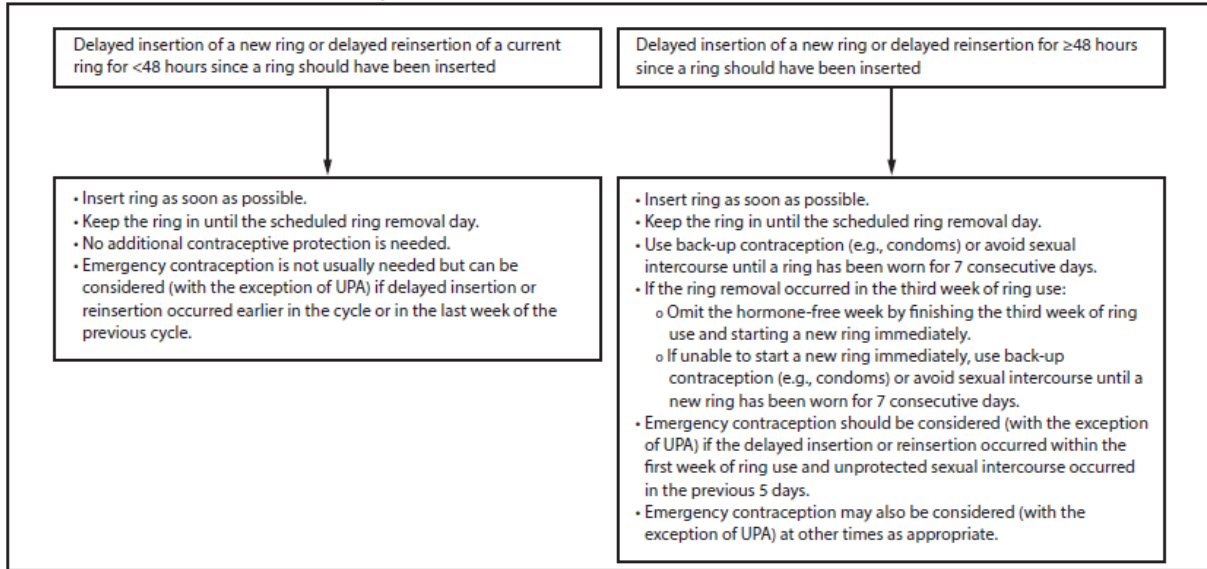 Delayed insertion of a new ring or delayed reinsertion of a current
ring for <48 hours since a ring should have been inserted
Delayed insertion of a new ring or delayed reinsertion for ≥48 hours
since a ring should have been inserted
• Insert ring as soon as possible.
• Keep the ring in until the scheduled ring removal day.
• No additional contraceptive protection is needed.
• Emergency contraception is not usually needed but can be
considered (with the exception of UPA) if delayed insertion or
reinsertion occurred earlier in the cycle or in the last week of the
previous cycle.
• Insert ring as soon as possible.
• Keep the ring in until the scheduled ring removal day.
• Use back-up contraception (e.g., condoms) or avoid sexual
intercourse until a ring has been worn for 7 consecutive days.
• If the ring removal occurred in the third week of ring use:
o Omit the hormone-free week by finishing the third week of ring
use and starting a new ring immediately.
o If unable to start a new ring immediately, use back-up
contraception (e.g., condoms) or avoid sexual intercourse until a
new ring has been worn for 7 consecutive days.
• Emergency contraception should be considered (with the exception
of UPA) if the delayed insertion or reinsertion occurred within the
first week of ring use and unprotected sexual intercourse occurred
in the previous 5 days.
• Emergency contraception may also be considered (with the
exception of UPA) at other times as appropriate.